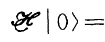 ℋ | 0 ⟩ =